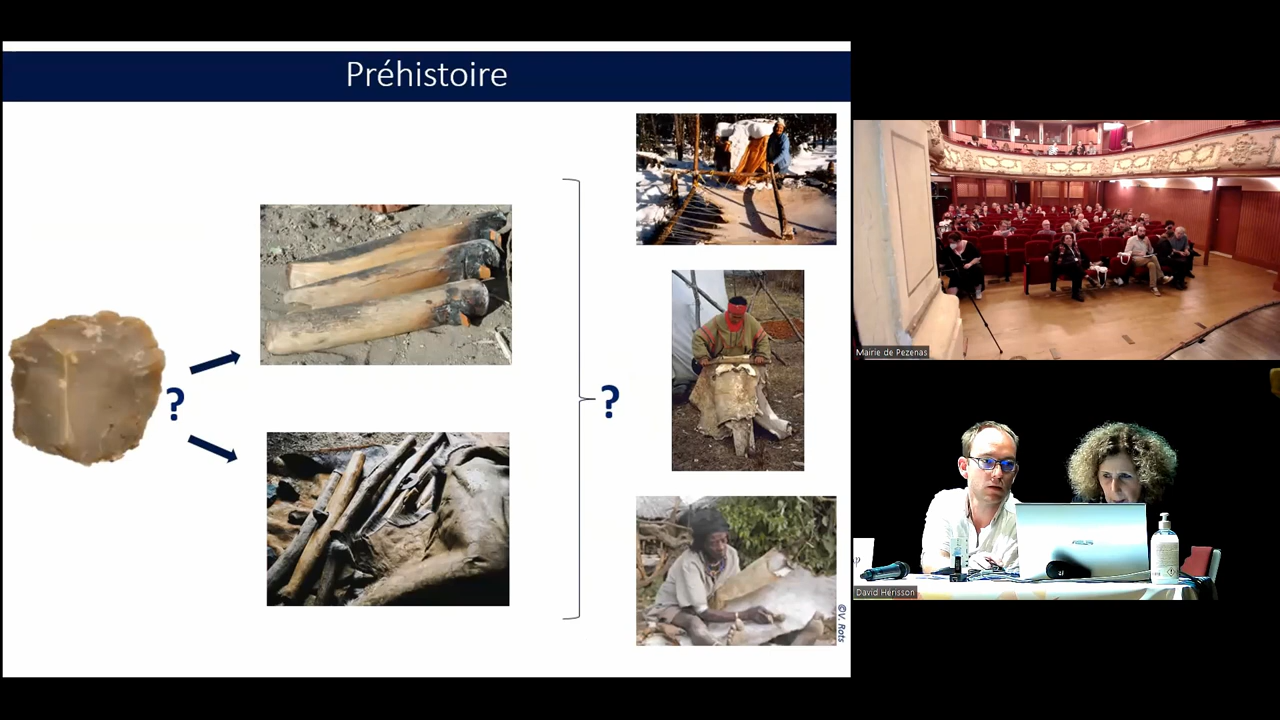 Préhistoire
?
?
©V. Rots
Mairie de Pezenas
David Hérisson